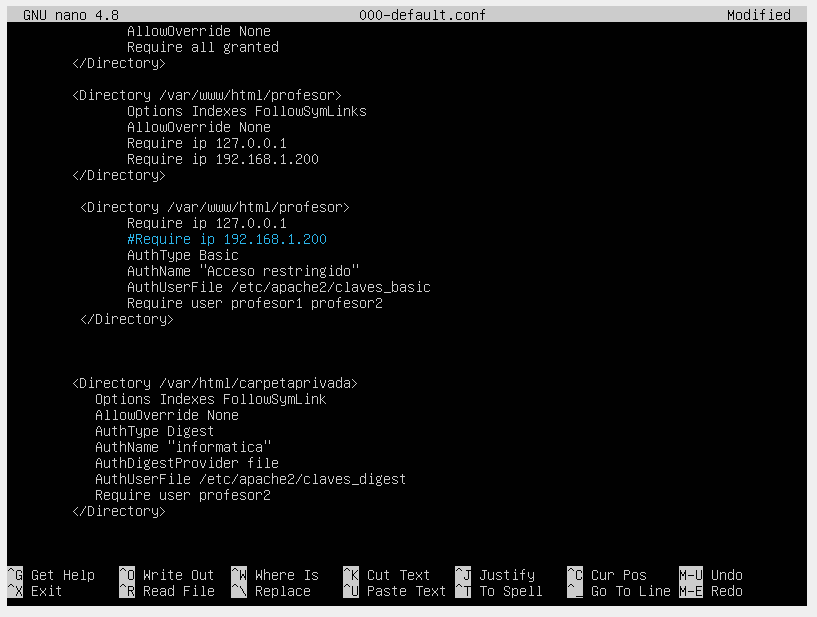 GNU nano 4.8 000-default.conf Modified
AllowOverride None
Require all granted
</Directory>
<Directory /var/www/html/profesor>
Options Indexes FollowSymLinks
AllowOverride None
Require ip 127.0.0.1
Require ip 192.168.1.200
</Directory>
<Directory /var/www/html/profesor>
Require ip 127.0.0.1
#Require ip 192.168.1.200
AuthType Basic
AuthName "Acceso restringido"
AuthUserFile /etc/apache2/claves_basic
Require user profesor1 profesor2
</Directory>
<Directory /var/html/carpetaprivada>
Options Indexes FollowSymLink
AllowOverride None
AuthType Digest
AuthName "informatica"
AuthDigestProvider file
AuthUserFile /etc/apache2/claves_digest
Require user profesor2
</Directory>
^G Get Help ^O Write Out ^W Where Is ^K Cut Text ^J Justify ^C Cur Pos M-U Undo
^X Exit ^R Read File ^\ Replace ^U Paste Text ^T To Spell ^_ Go To Line M-E Redo